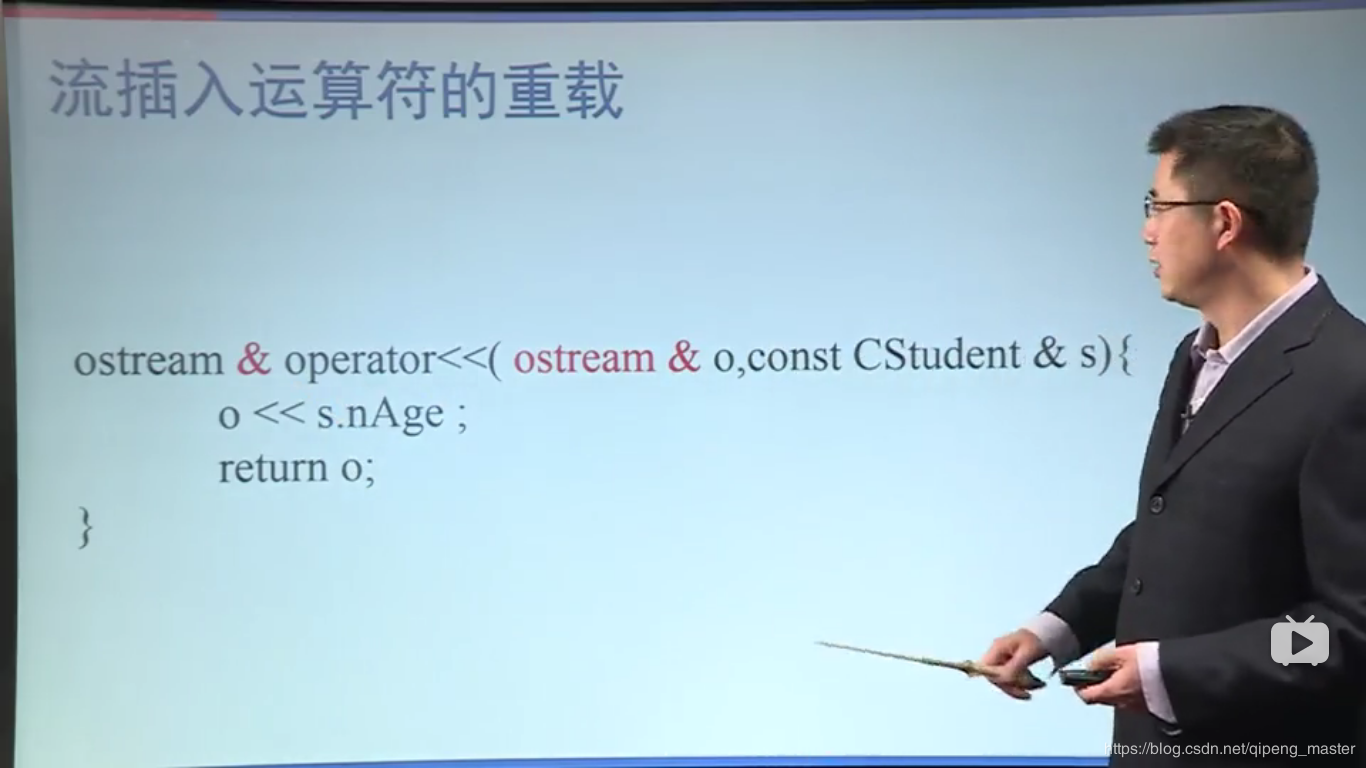 流插入运算符的重载
ostream & operator<<( ostream & o,const CStudent & s){
o << s.nAge ;
return o;
}
https://blog.csdn.net/qipeng_master